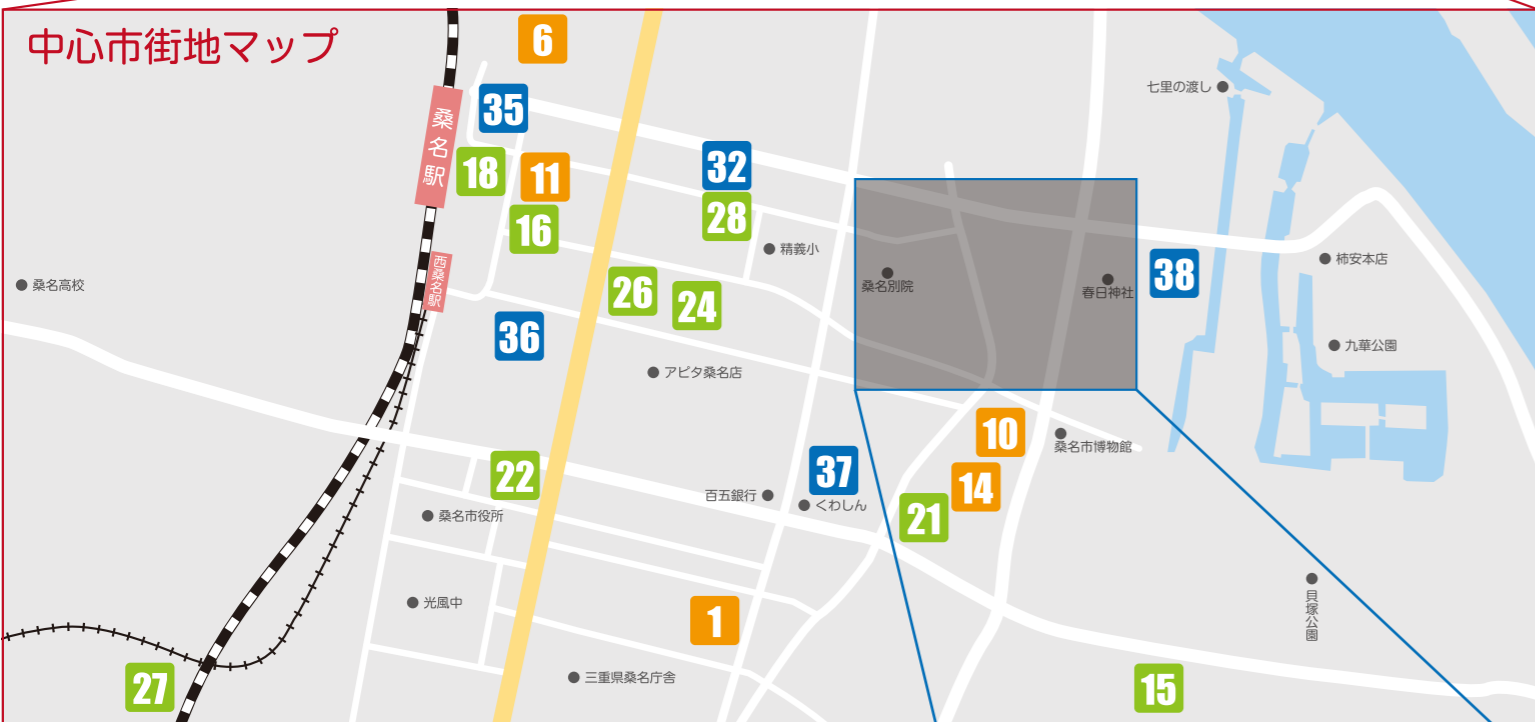 中心市街地マップ
6
桑名駅
35
七里の渡し
18
11
32
16
28
精義小
桑名高校
西桑名駅
26
24
桑名別院
春日神社
38
柿安本店
36
アピタ桑名店
九華公園
10
桑名市博物館
22
37
百五銀行
くわしん
14
21
桑名市役所
光風中
1
貝塚公園
27
三重県桑名庁舎
15